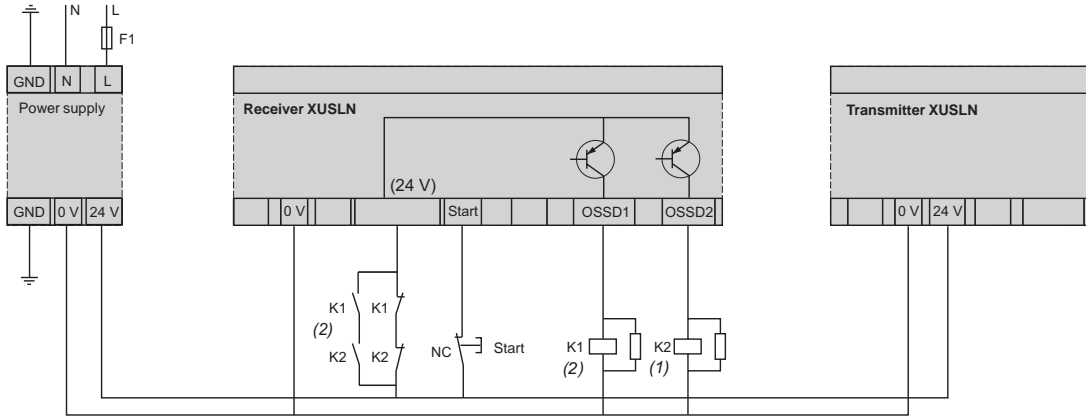 N L
F1
GND N L
Power supply
GND 0 V 24 V
Receiver XUSLN
(24 V)
0 V Start OSSD1 OSSD2
Transmitter XUSLN
0 V 24 V
K1 K1
(2)
K2 K2
NC Start
K1
(2)
K2
(1)